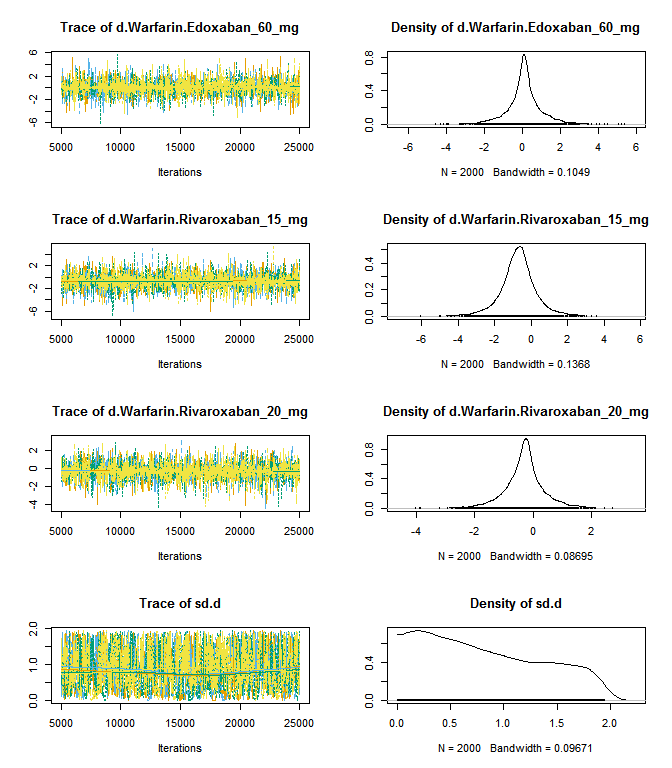 Trace of d.Warfarin.Edoxaban_60_mg
6
2
-2
-6
5000 10000 15000 20000 25000
Iterations
Density of d.Warfarin.Edoxaban_60_mg
0.8
0.4
0.0
-6 -4 -2 0 2 4 6
N = 2000 Bandwidth = 0.1049
Trace of d.Warfarin.Rivaroxaban_15_mg
2
-2
-6
5000 10000 15000 20000 25000
Iterations
Density of d.Warfarin.Rivaroxaban_15_mg
0.4
0.2
0.0
-6 -4 -2 0 2 4 6
N = 2000 Bandwidth = 0.1368
Trace of d.Warfarin.Rivaroxaban_20_mg
2
0
-2
-4
5000 10000 15000 20000 25000
Iterations
Density of d.Warfarin.Rivaroxaban_20_mg
0.8
0.4
0.0
-4 -2 0 2
N = 2000 Bandwidth = 0.08695
Trace of sd.d
2.0
1.0
0.0
5000 10000 15000 20000 25000
Iterations
Density of sd.d
0.4
0.0
0.0 0.5 1.0 1.5 2.0
N = 2000 Bandwidth = 0.09671